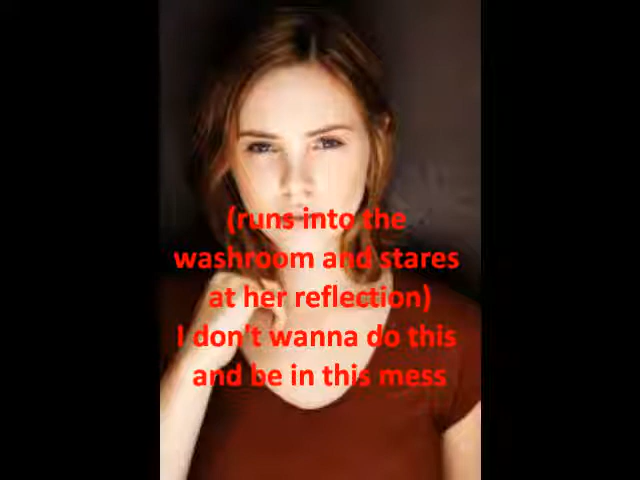 (runs into the
washroom and stares
at her reflection)
I don't wanna do this
and be in this mess